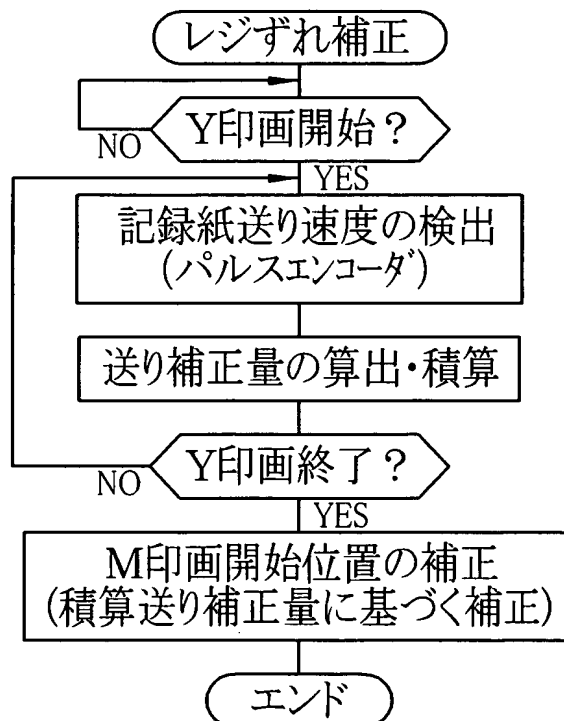 レジずれ補正
Y印画開始?
NO
YES
記録紙送り速度の検出
(パルスエンコーダ)
送り補正量の算出・積算
Y印画終了?
NO
YES
M印画開始位置の補正
(積算送り補正量に基づく補正)
エンド